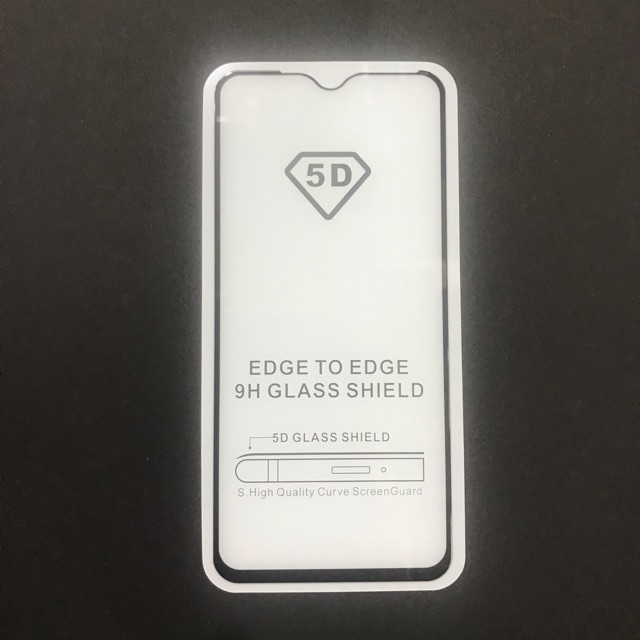 5D
EDGE TO EDGE
9H GLASS SHIELD
5D GLASS SHIELD
S.High Quality Curve ScreenGuard